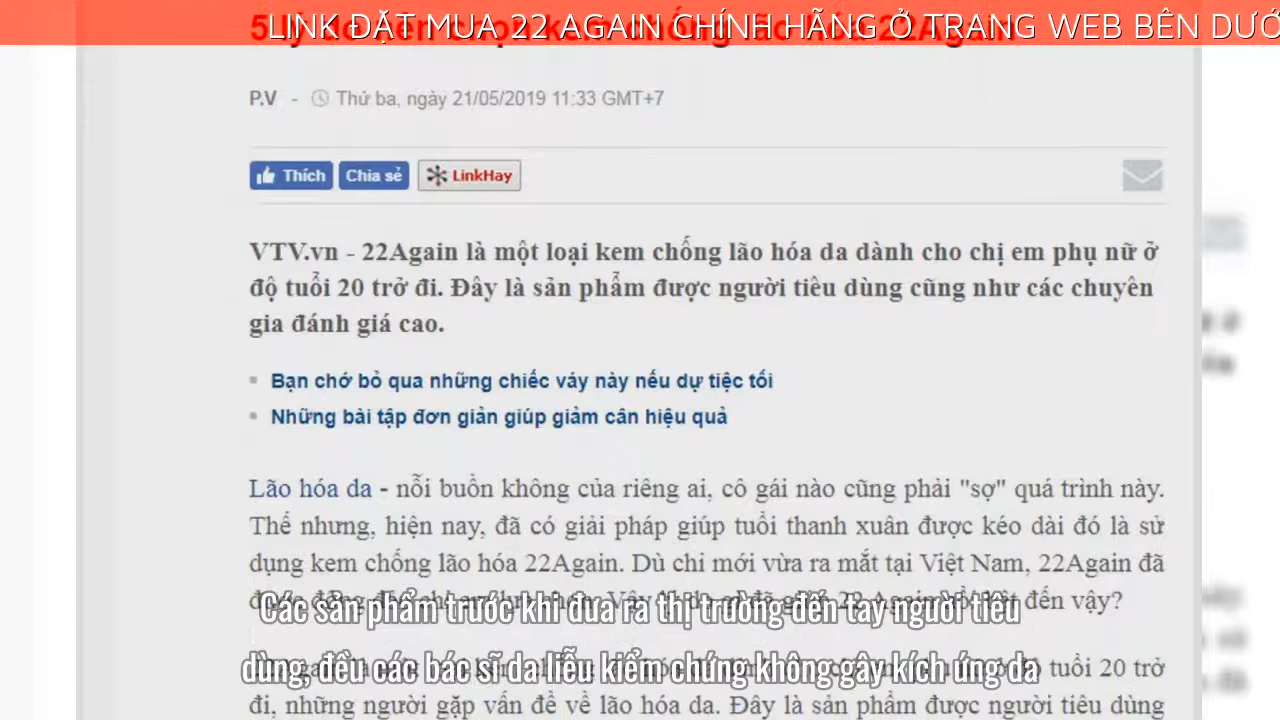 LINK ĐẶT MUA 22 AGAIN CHÍNH HÃNG Ở TRANG WEB BÊN DƯỚ
P.V - Thứ ba, ngày 21/05/2019 11:33 GMT+7
Thích Chia sẻ LinkHay
VTV.vn - 22Again là một loại kem chống lão hóa da dành cho chị em phụ nữ ở
độ tuổi 20 trở đi. Đây là sản phẩm được người tiêu dùng cũng như các chuyên
gia đánh giá cao.
Bạn chớ bỏ qua những chiếc váy này nếu dự tiệc tối
Những bài tập đơn giản giúp giảm cân hiệu quả
Lão hóa da - nỗi buồn không của riêng ai, cô gái nào cũng phải "sợ" quá trình này.
Thế nhưng, hiện nay, đã có giải pháp giúp tuổi thanh xuân được kéo dài đó là sử
dụng kem chống lão hóa 22Again. Dù chỉ mới vừa ra mắt tại Việt Nam, 22Again đã
đến vậy?
Các sản phẩm trước khi đưa ra thị trường đến tay người tiêu
dùng, đều các bác sĩ da liễu kiểm chứng không gây kích ứng da
tuổi 20 trở
đi, những người gặp vấn đề về lão hóa da. Đây là sản phẩm được người tiêu dùng